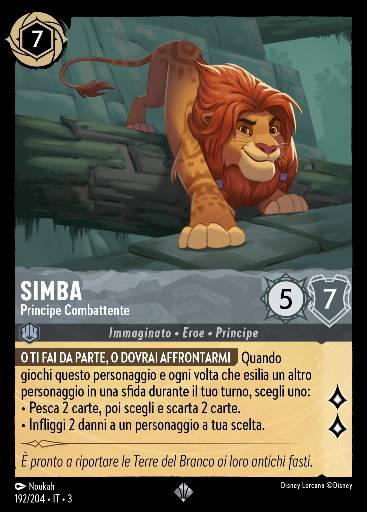 7
SIMBA
Principe Combattente
5
7
Immaginato • Eroe • Principe
O TI FAI DA PARTE, O DOVRAI AFFRONTARMI Quando
giochi questo personaggio e ogni volta che esilia un altro
personaggio in una sfida durante il tuo turno, scegli uno:
• Pesca 2 carte, poi scegli e scarta 2 carte.
• Infliggi 2 danni a un personaggio a tua scelta.
È pronto a riportare le Terre del Branco ai loro antichi fasti.
Noukah
192/204 • IT • 3
Disney Lorcana ©Disney